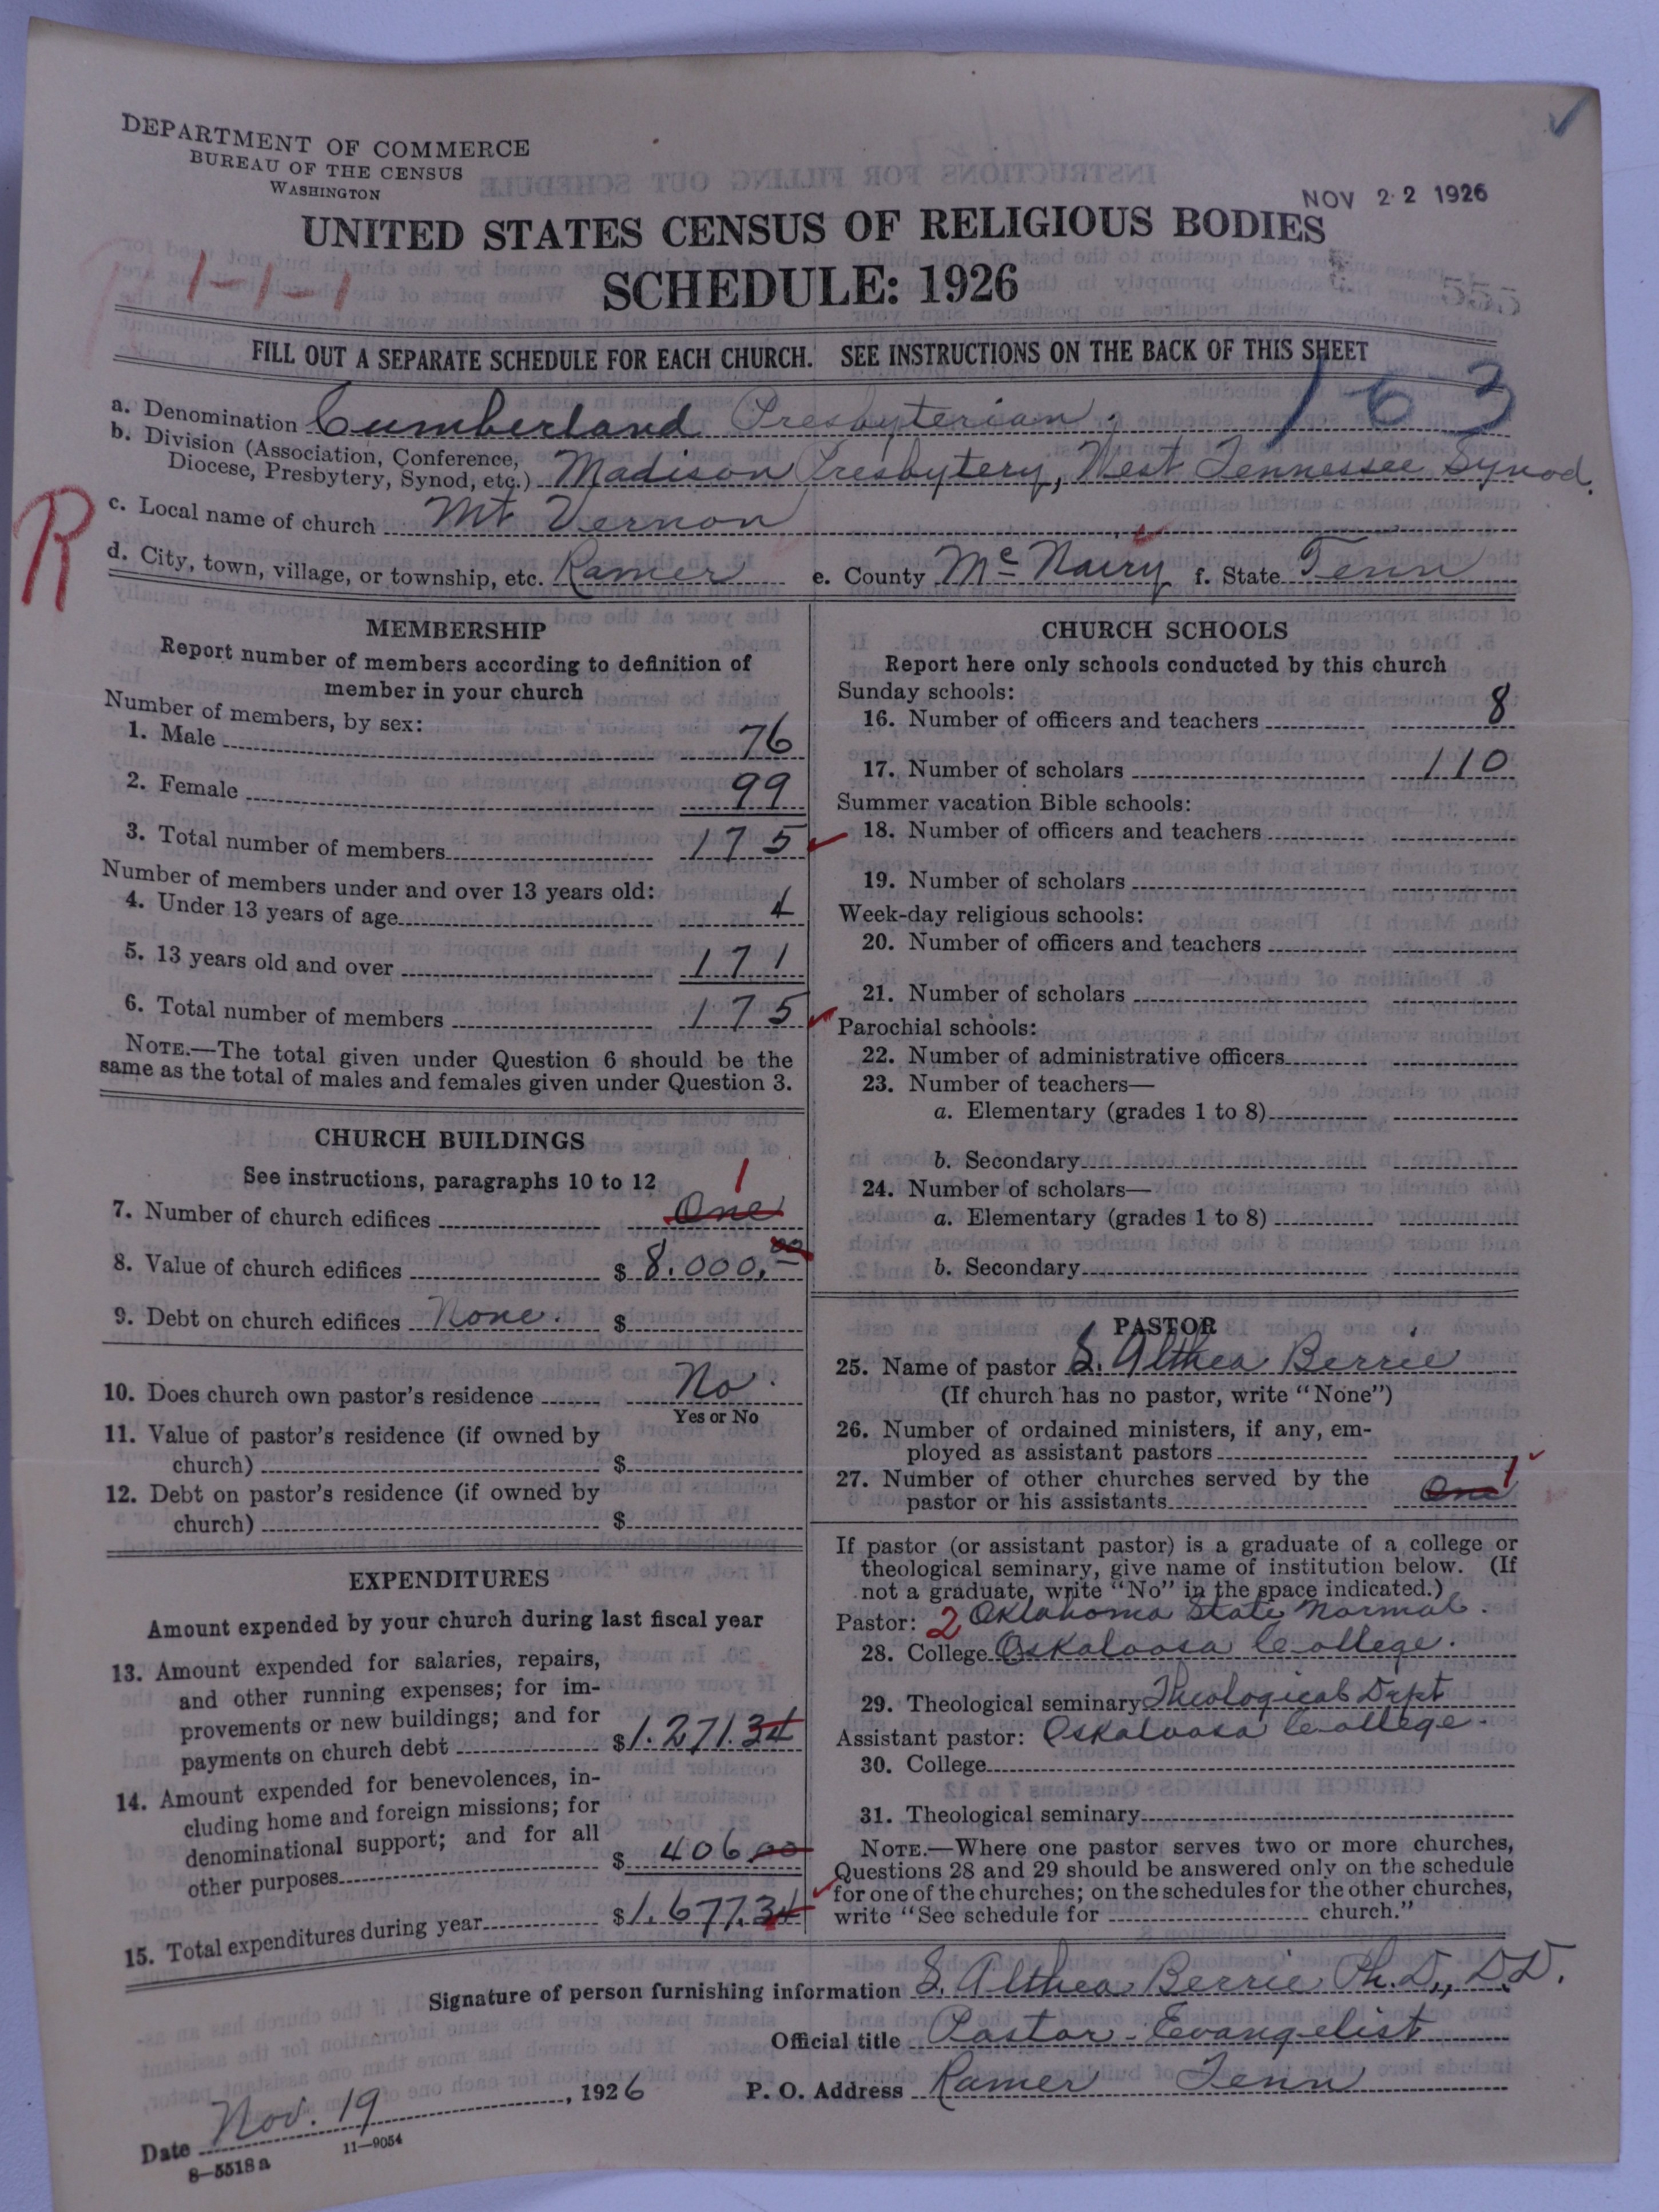 DEPARTMENT OF COMMERCE
BUREAU OF THE CENSUS
WASHINGTON
NOV 22 1926
UNITED STATES CENSUS OF RELIGIOUS BODIES
1-1-1
SCHEDULE: 1926
FILL OUT A SEPARATE SCHEDULE FOR EACH CHURCH. SEE INSTRUCTIONS ON THE BACK OF THIS SHEET
163
a. Denomination Cumberland Presbyterian.
b. Division (Association, Conference,
Diocese, Presbytery, Synod, etc.) Madison Presbytery, West Tennessee Synod.
R
c. Local name of church Mt Vernon
d. City, town, village, or township, etc. Ramer e. County McNairy f. State Tenn
MEMBERSHIP
Report number of members according to definition of
member in your church
Number of members, by sex:
1. Male 76
2. Female 99
3. Total number of members 175
Number of members under and over 13 years old:
4. Under 13 years of age 4
5. 13 years old and over 171
6. Total number of members 175
NOTE.—The total given under Question 6 should be the
same as the total of males and females given under Question 3.
CHURCH BUILDINGS
See instructions, paragraphs 10 to 12
1
7. Number of church edifices One
8. Value of church edifices $ 8.000,00
9. Debt on church edifices None. $
10. Does church own pastor's residence No.
Yes or No
11. Value of pastor's residence (if owned by
church) $
12. Debt on pastor's residence (if owned by
church) $
EXPENDITURES
Amount expended by your church during last fiscal year
13. Amount expended for salaries, repairs,
and other running expenses; for im-
provements or new buildings; and for
payments on church debt $1.271.34
14. Amount expended for benevolences, in-
cluding home and foreign missions; for
denominational support; and for all
other purposes $ 406.00
15. Total expenditures during year $1.677.34
CHURCH SCHOOLS
Report here only schools conducted by this church
Sunday schools:
16. Number of officers and teachers 8
17. Number of scholars 110
Summer vacation Bible schools:
18. Number of officers and teachers
19. Number of scholars
Week-day religious schools:
20. Number of officers and teachers
21. Number of scholars
Parochial schools:
22. Number of administrative officers
23. Number of teachers—
a. Elementary (grades 1 to 8)
b. Secondary
24. Number of scholars—
a. Elementary (grades 1 to 8)
b. Secondary
PASTOR
25. Name of pastor S. Althea Berrie
(If church has no pastor, write "None")
26. Number of ordained ministers, if any, em-
ployed as assistant pastors
27. Number of other churches served by the
pastor or his assistants One 1
If pastor (or assistant pastor) is a graduate of a college or
theological seminary, give name of institution below. (If
not a graduate, write "No" in the space indicated.)
Pastor: 2 Oklahoma State Normal.
28. College Oskaloosa College.
29. Theological seminary Theological Dept
Assistant pastor: Oskaloosa College.
30. College
31. Theological seminary
NOTE.—Where one pastor serves two or more churches,
Questions 28 and 29 should be answered only on the schedule
for one of the churches; on the schedules for the other churches,
write "See schedule for church."
Signature of person furnishing information S. Althea Berrie Ph.D., D.D.
Official title Pastor-Evangelist
Date Nov. 19, 1926 P. O. Address Ramer Tenn
8-5518a 11-9054